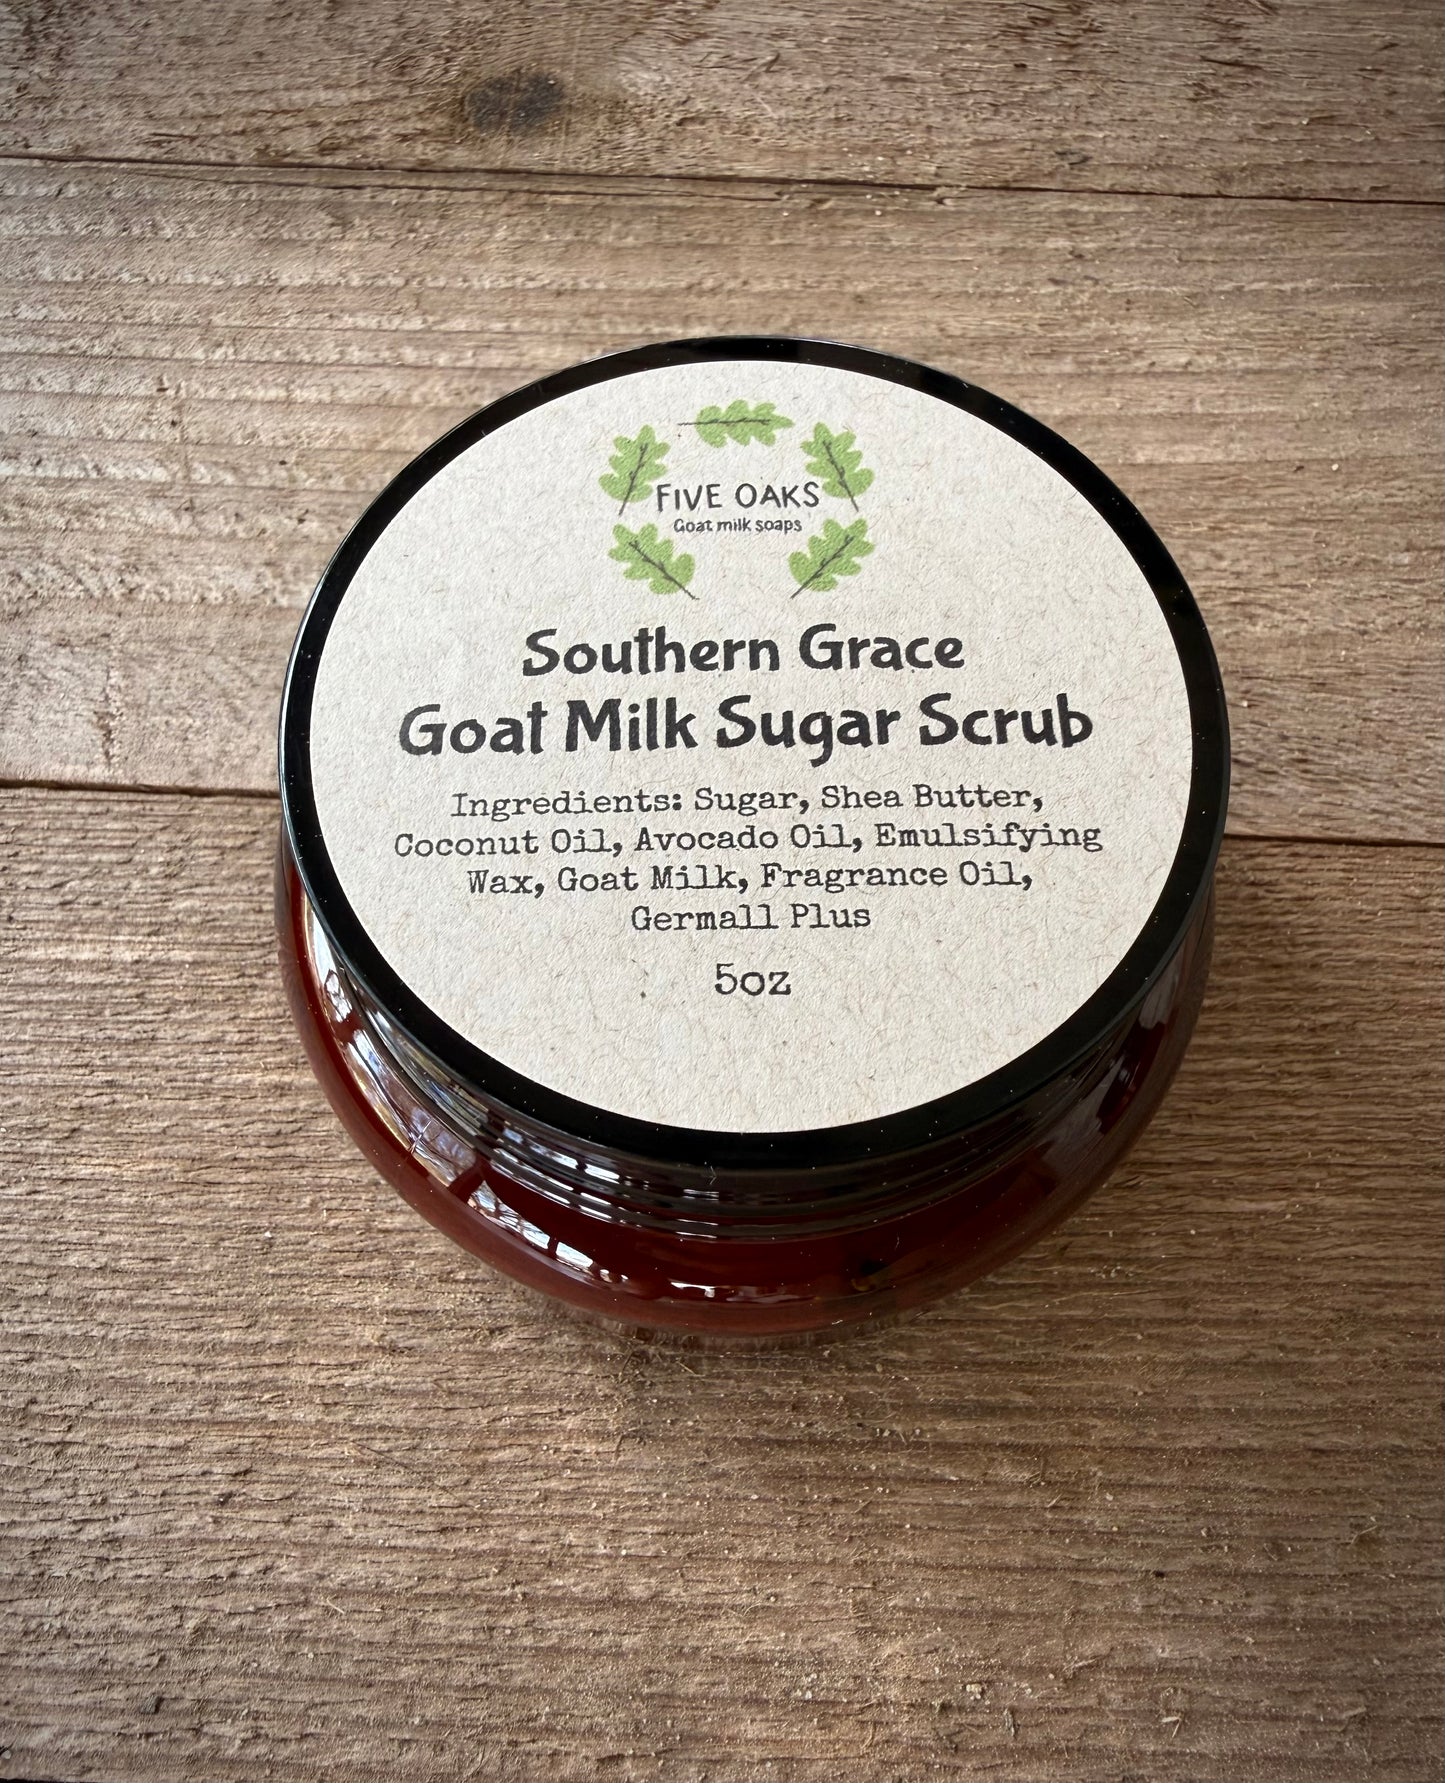 FIVE OAKS
Goat milk soaps
Southern Grace
Goat Milk Sugar Scrub
Ingredients: Sugar, Shea Butter,
Coconut Oil, Avocado Oil, Emulsifying
Wax, Goat Milk, Fragrance Oil,
Germall Plus
5oz